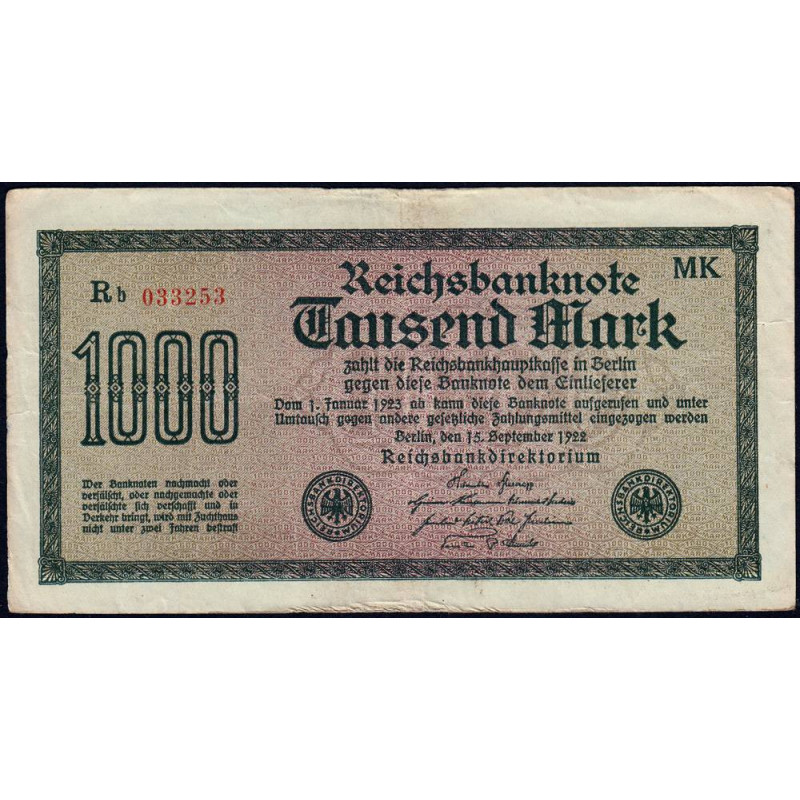 Reichsbanknote
MK
Rb 033253
Tausend Mark
1000
zahlt die Reichsbankhauptkasse in Berlin
gegen diese Banknote dem Einlieferer
Vom 1. Januar 1923 ab kann diese Banknote aufgerufen und unter
Umtausch gegen andere gesetzliche Zahlungsmittel eingezogen werden
Berlin, den 15. September 1922
Reichsbankdirektorium
Wer Banknoten nachmacht oder
verfälscht, oder nachgemachte oder
verfälschte sich verschafft und in
Verkehr bringt, wird mit Zuchthaus
nicht unter zwei Jahren bestraft
REICHSBANKDIREKTORIUM
REICHSBANKDIREKTORIUM